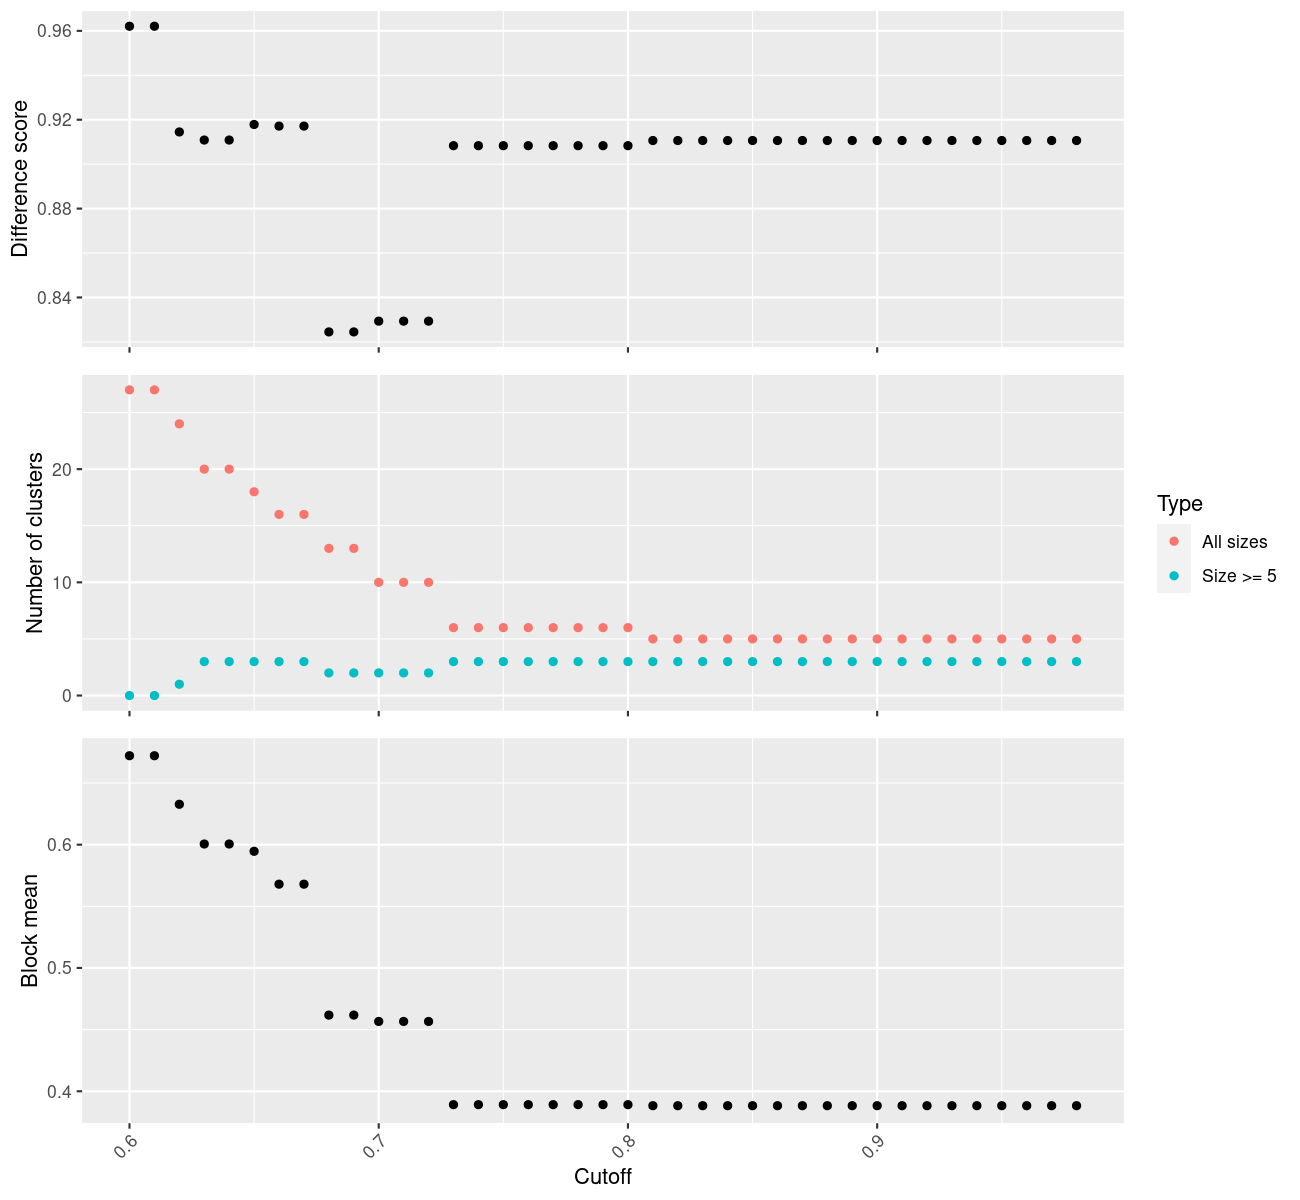 Difference score
0.96
0.92
0.88
0.84
Number of clusters
20
10
0
Type
All sizes
Size >= 5
Block mean
0.6
0.5
0.4
0.6
0.7
0.8
0.9
Cutoff